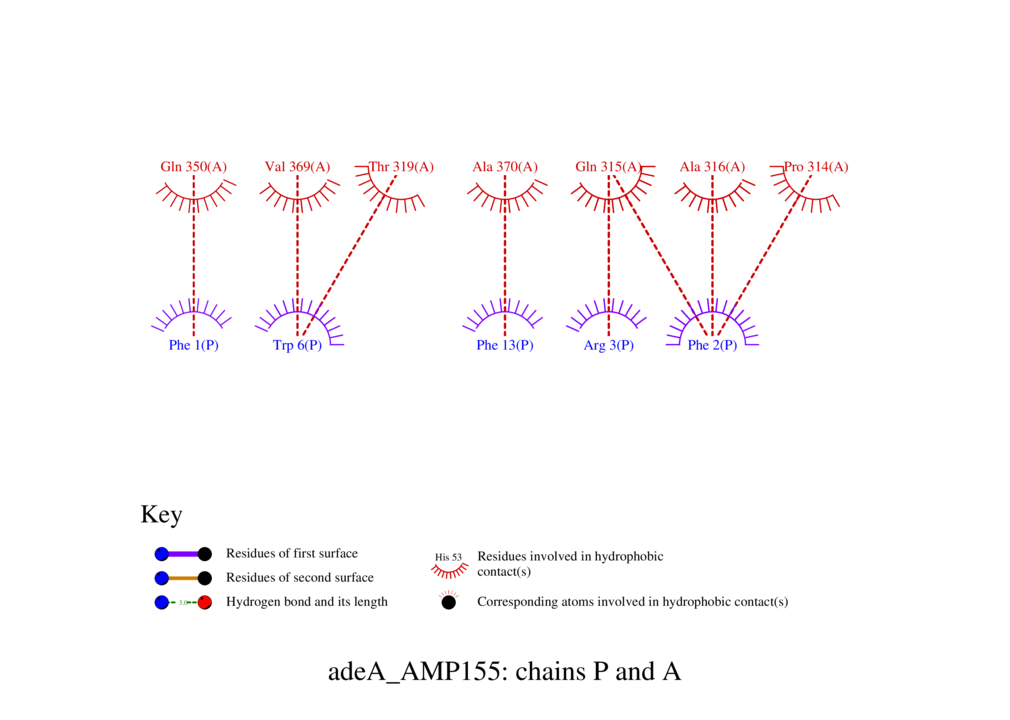 Gln 350(A) Val 369(A) Thr 319(A) Ala 370(A) Gln 315(A) Ala 316(A) Pro 314(A)
Phe 1(P) Trp 6(P) Phe 13(P) Arg 3(P) Phe 2(P)
Key
Residues of first surface
Residues of second surface
3.0 Hydrogen bond and its length
His 53 Residues involved in hydrophobic
contact(s)
Corresponding atoms involved in hydrophobic contact(s)
adeA_AMP155: chains P and A